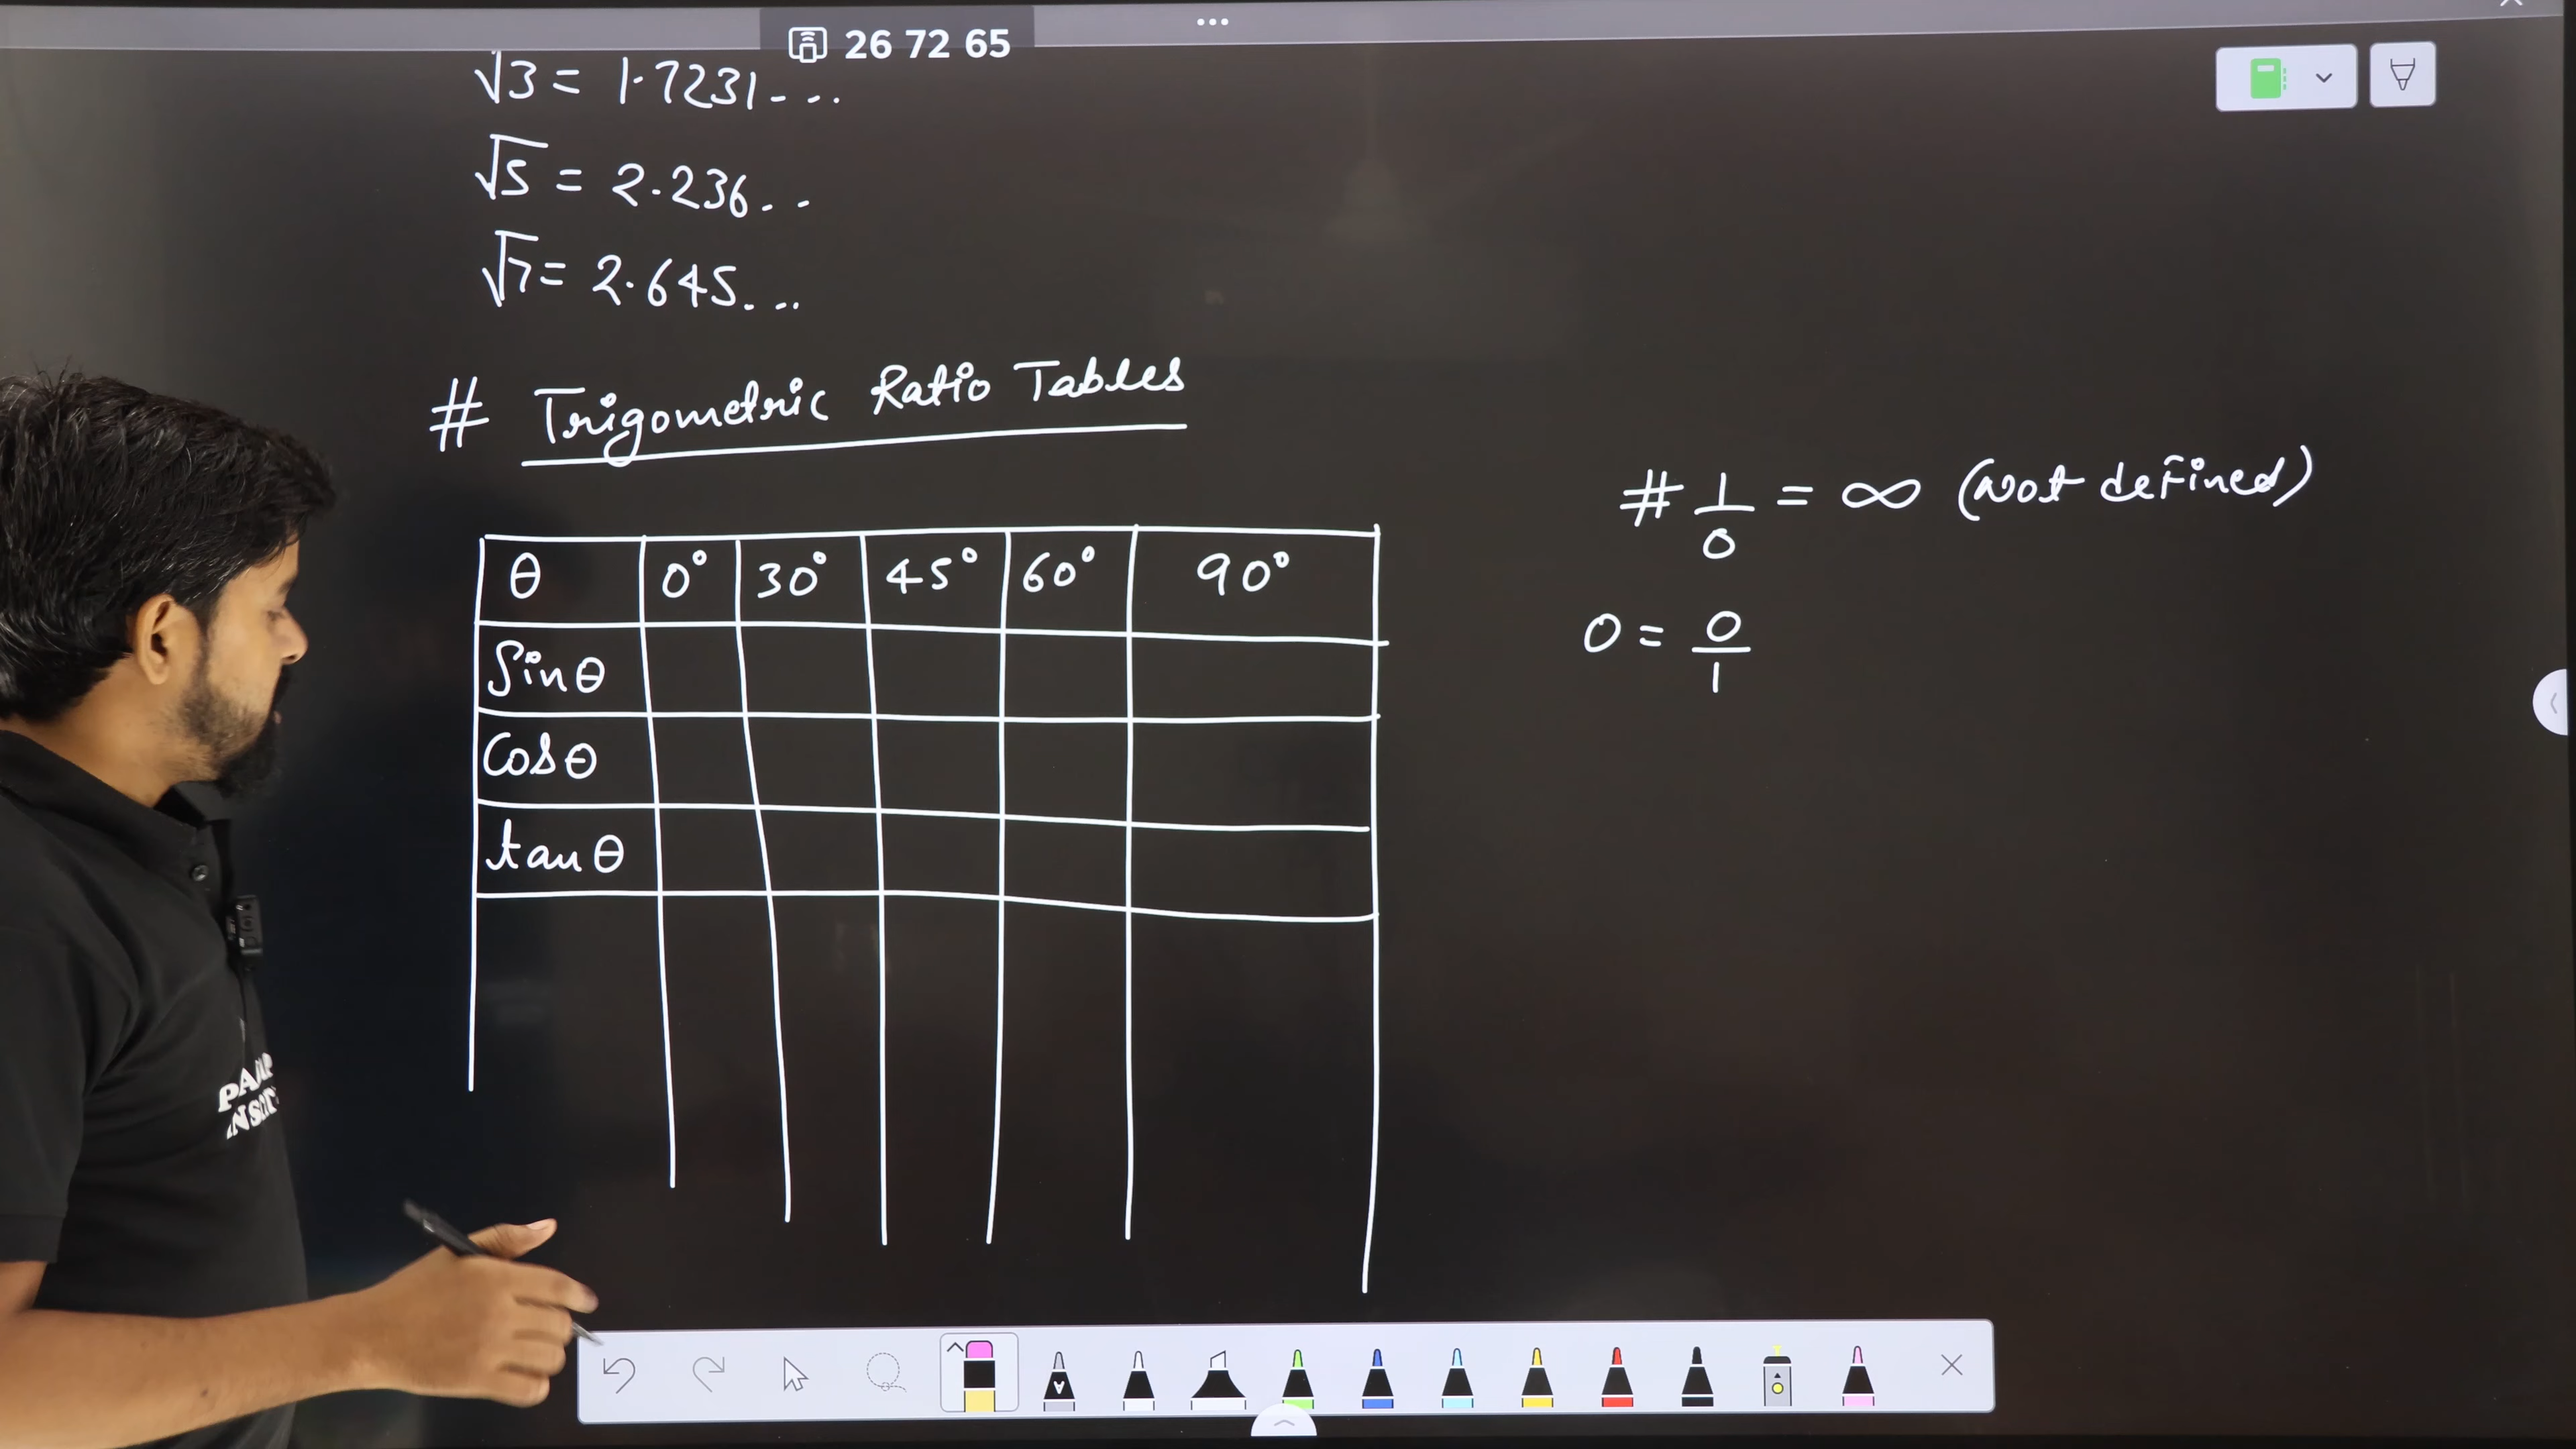 26 72 65
√3 = 1.7231...
√5 = 2.236..
√7 = 2.645...
# Trigometric Ratio Tables
# 1/0 = ∞ (Not defined)
0 = 0/1
θ 0° 30° 45° 60° 90°
Sinθ
Cosθ
tanθ